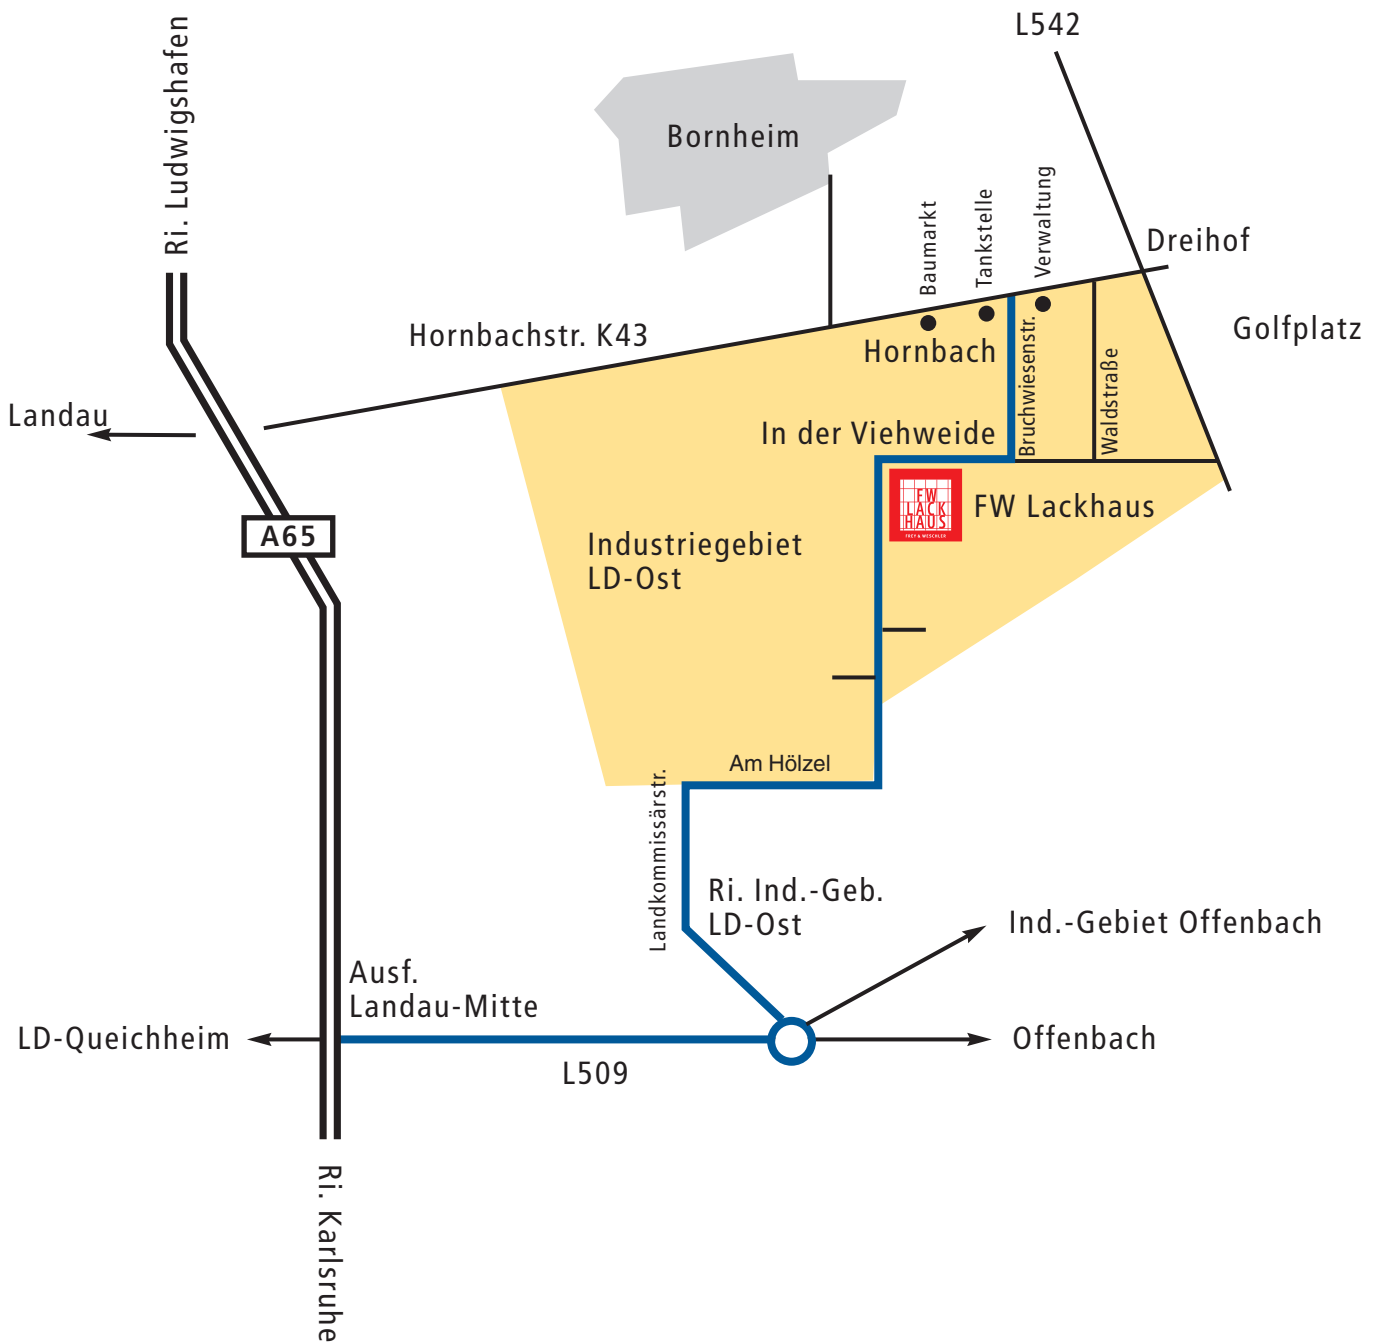 L542
Ri. Ludwigshafen
Bornheim
Baumarkt
Tankstelle
Verwaltung
Dreihof
Golfplatz
Hornbachstr. K43
Hornbach
Bruchwiesenstr.
Waldstraße
Landau
In der Viehweide
FW
LACK
HAUS
FREY & WESCHLER
FW Lackhaus
A65
Industriegebiet
LD-Ost
Am Hölzel
Landkommissärstr.
Ri. Ind.-Geb.
LD-Ost
Ind.-Gebiet Offenbach
Ausf.
Landau-Mitte
LD-Queichheim
Offenbach
L509
Ri. Karlsruhe